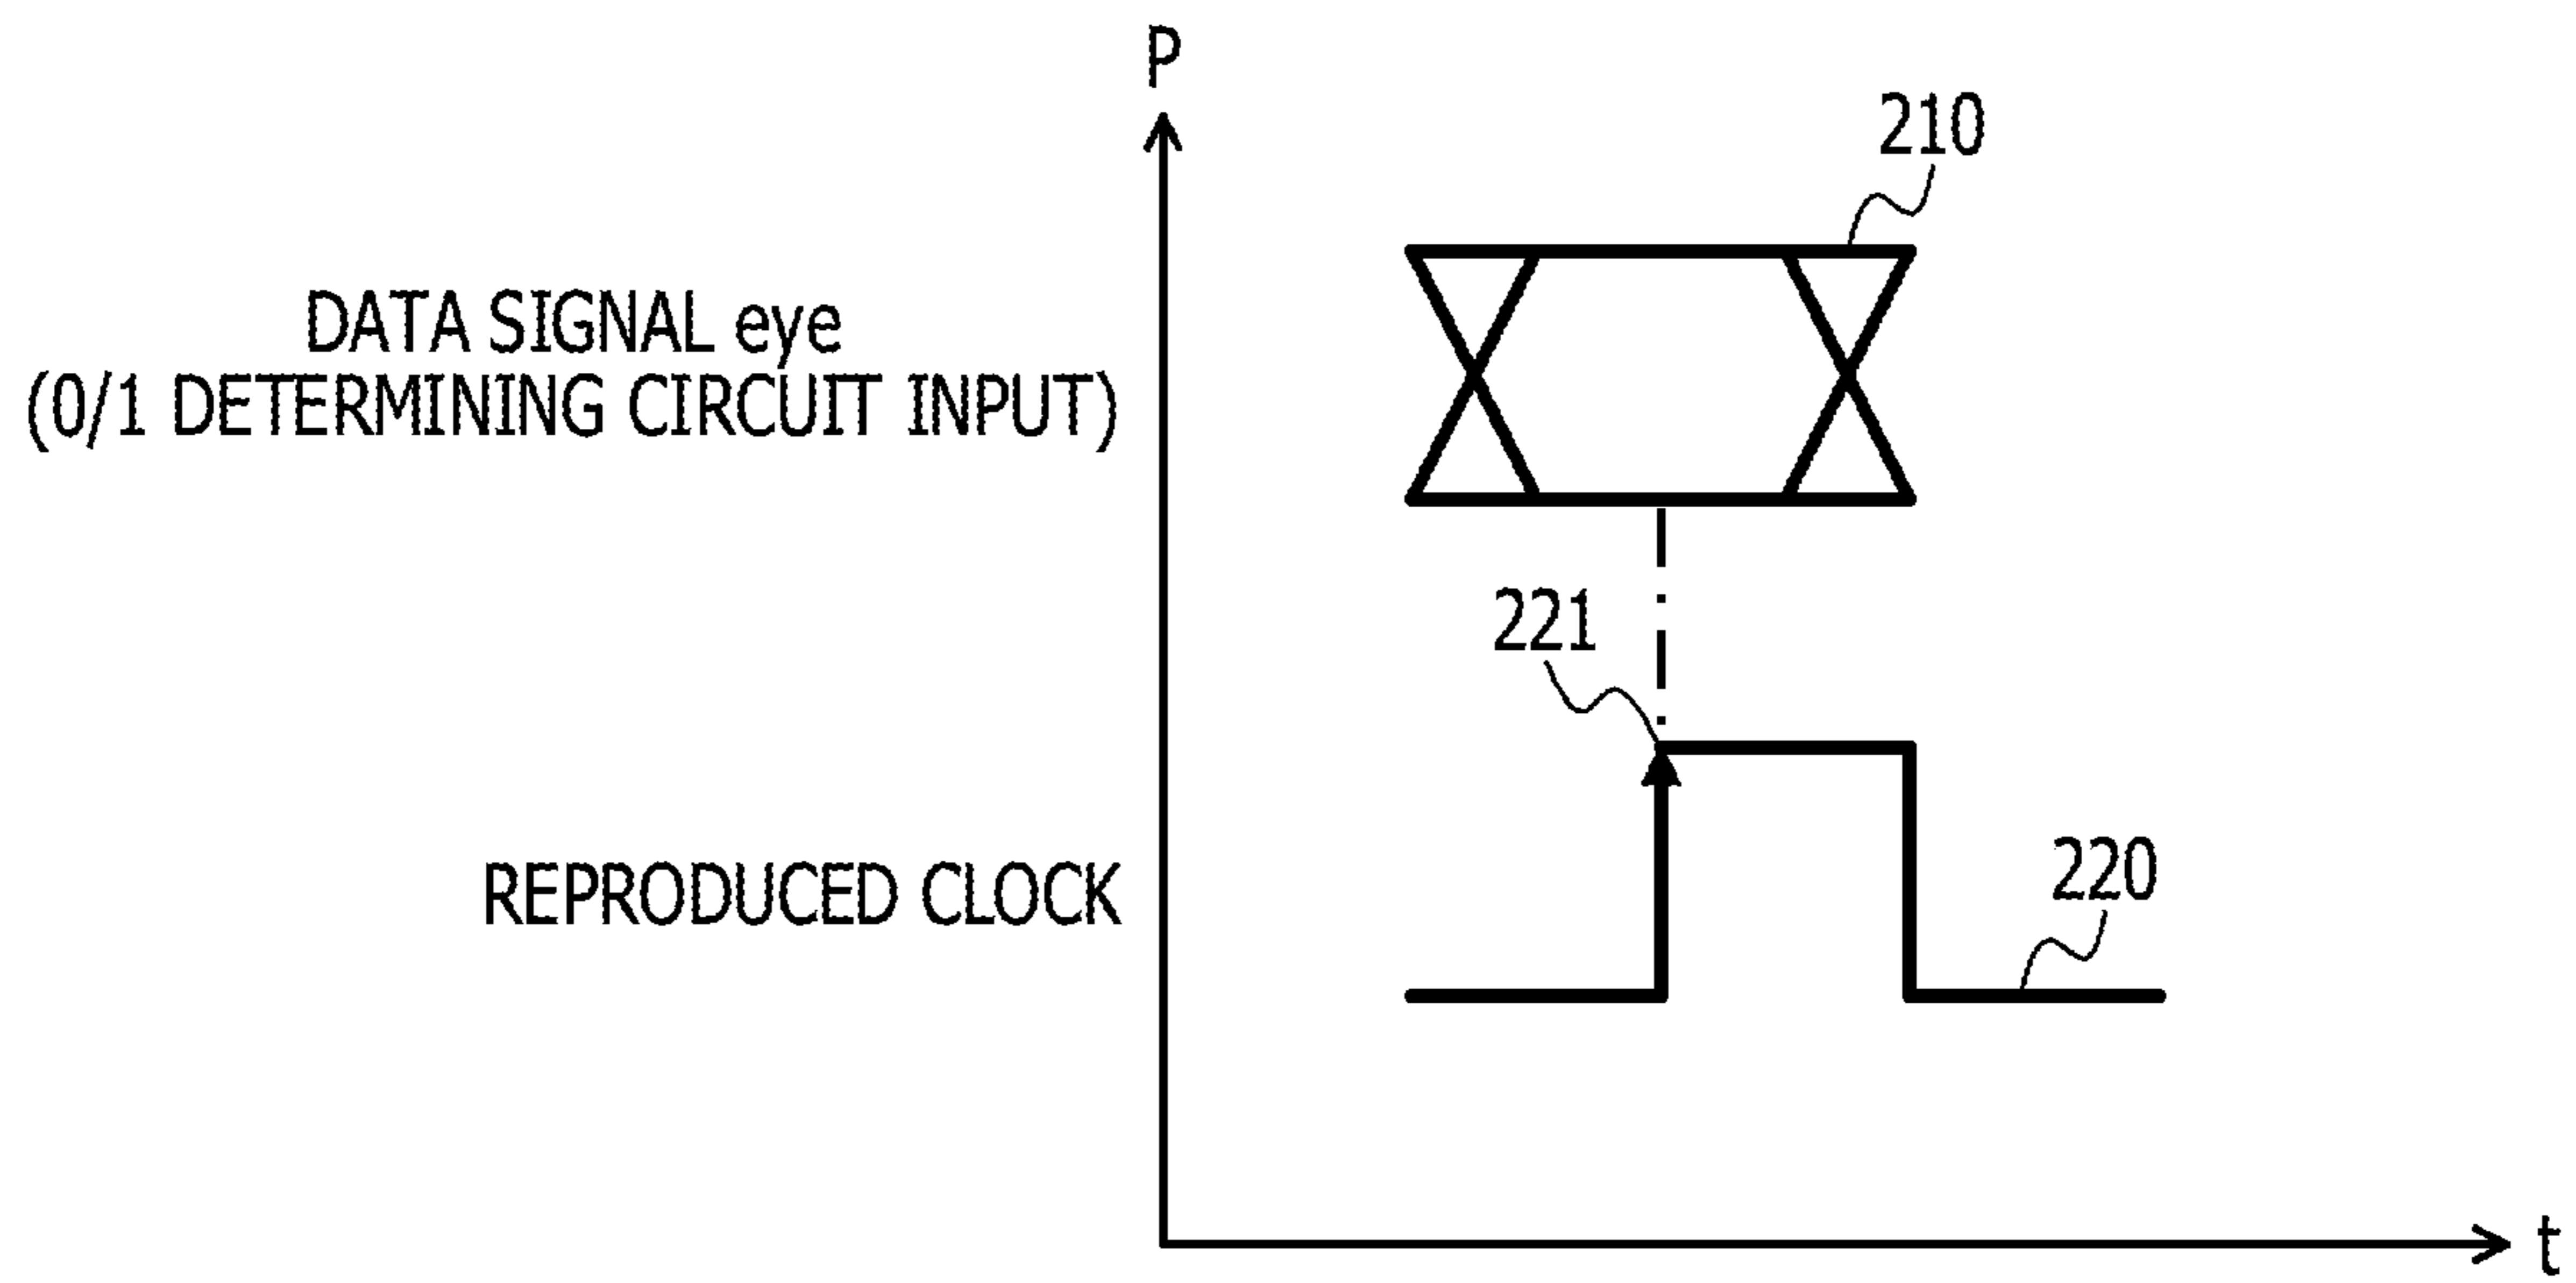 P
210
DATA SIGNAL eye
(0/1 DETERMINING CIRCUIT INPUT)
221
REPRODUCED CLOCK
220
t